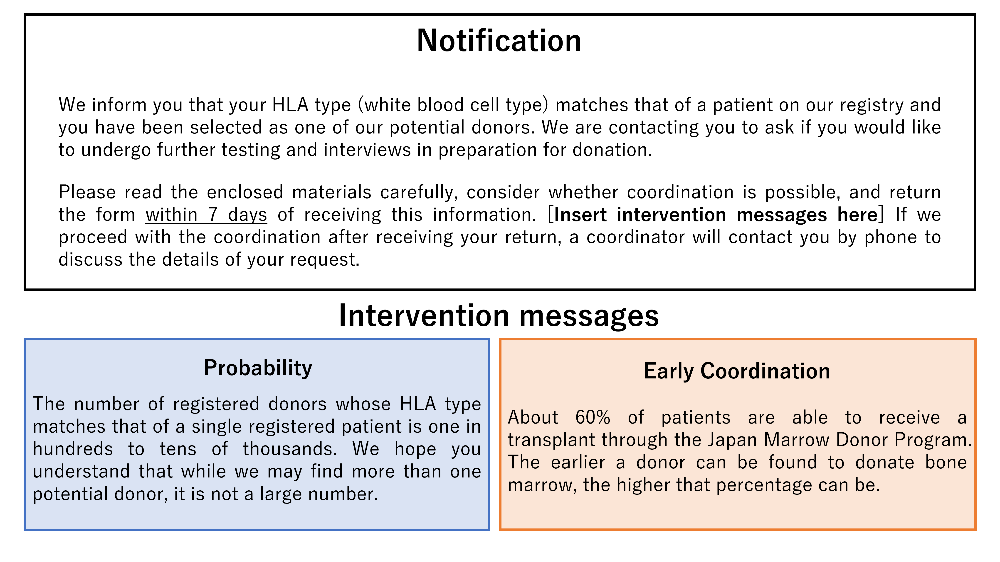 Notification
We inform you that your HLA type (white blood cell type) matches that of a patient on our registry and
you have been selected as one of our potential donors. We are contacting you to ask if you would like
to undergo further testing and interviews in preparation for donation.
Please read the enclosed materials carefully, consider whether coordination is possible, and return
the form within 7 days of receiving this information. [Insert intervention messages here] If we
proceed with the coordination after receiving your return, a coordinator will contact you by phone to
discuss the details of your request.
Intervention messages
Probability
The number of registered donors whose HLA type
matches that of a single registered patient is one in
hundreds to tens of thousands. We hope you
understand that while we may find more than one
potential donor, it is not a large number.
Early Coordination
About 60% of patients are able to receive a
transplant through the Japan Marrow Donor Program.
The earlier a donor can be found to donate bone
marrow, the higher that percentage can be.